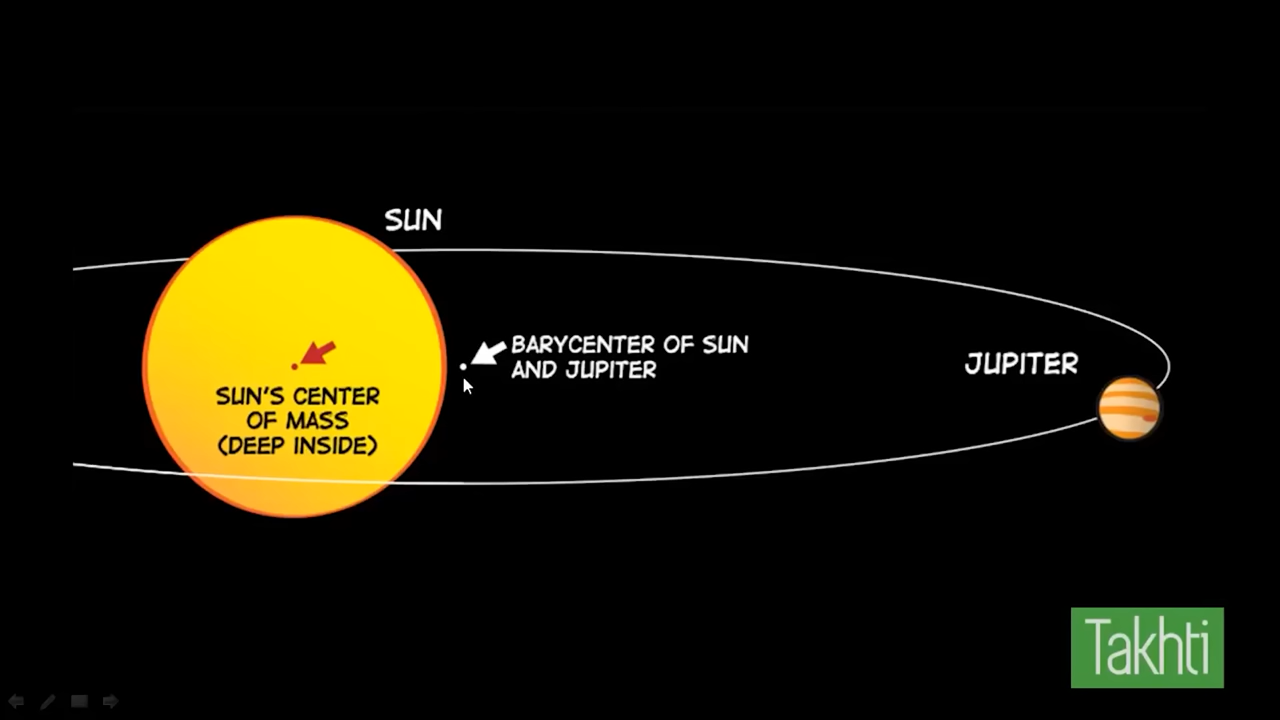 SUN
BARYCENTER OF SUN
AND JUPITER
JUPITER
SUN'S CENTER
OF MASS
(DEEP INSIDE)
Takhti